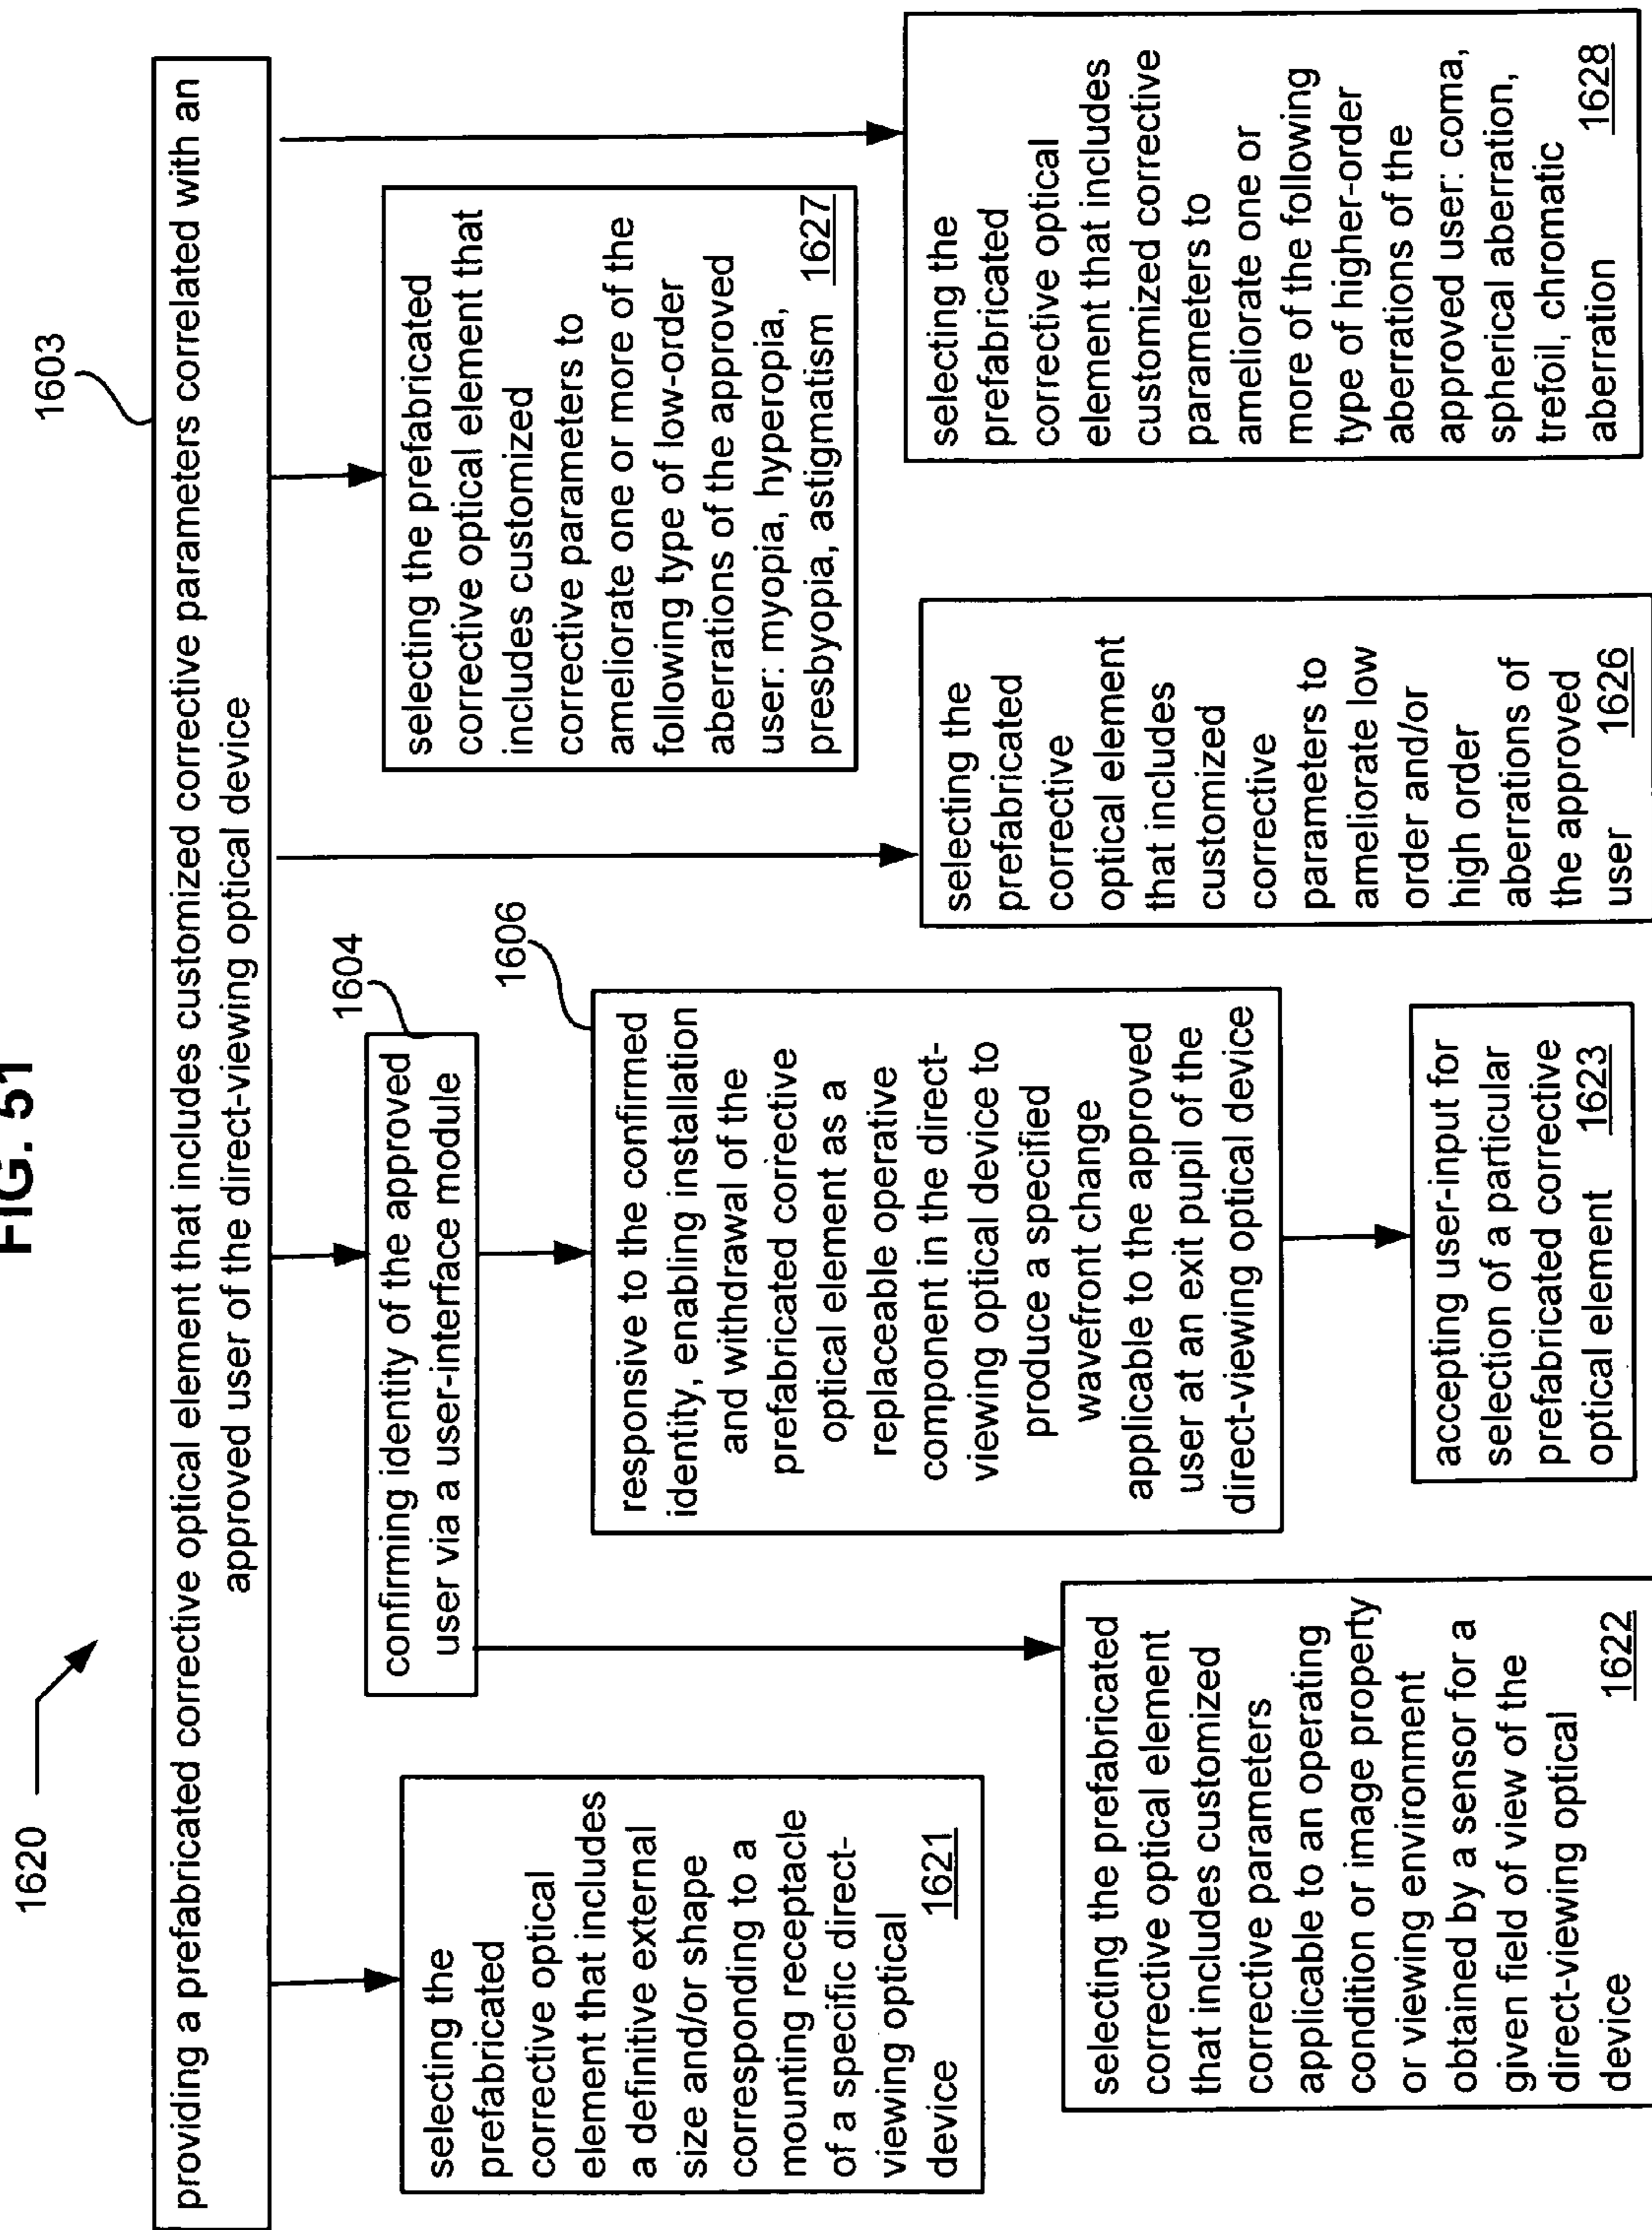 FIG. 51
1620
1603
providing a prefabricated corrective optical element that includes customized corrective parameters correlated with an
approved user of the direct-viewing optical device
1604
confirming identity of the approved
user via a user-interface module
1606
responsive to the confirmed
identity, enabling installation
and withdrawal of the
prefabricated corrective
optical element as a
replaceable operative
component in the direct-
viewing optical device to
produce a specified
wavefront change
applicable to the approved
user at an exit pupil of the
direct-viewing optical device
selecting the
prefabricated
corrective optical
element that includes
a definitive external
size and/or shape
corresponding to a
mounting receptacle
of a specific direct-
viewing optical
device 1621
selecting the prefabricated
corrective optical element
that includes customized
corrective parameters
applicable to an operating
condition or image property
or viewing environment
obtained by a sensor for a
given field of view of the
direct-viewing optical
device 1622
accepting user-input for
selection of a particular
prefabricated corrective
optical element 1623
selecting the
prefabricated
corrective
optical element
that includes
customized
corrective
parameters to
ameliorate low
order and/or
high order
aberrations of
the approved
user 1626
selecting the prefabricated
corrective optical element that
includes customized
corrective parameters to
ameliorate one or more of the
following type of low-order
aberrations of the approved
user: myopia, hyperopia,
presbyopia, astigmatism 1627
selecting the
prefabricated
corrective optical
element that includes
customized corrective
parameters to
ameliorate one or
more of the following
type of higher-order
aberrations of the
approved user: coma,
spherical aberration,
trefoil, chromatic
aberration 1628